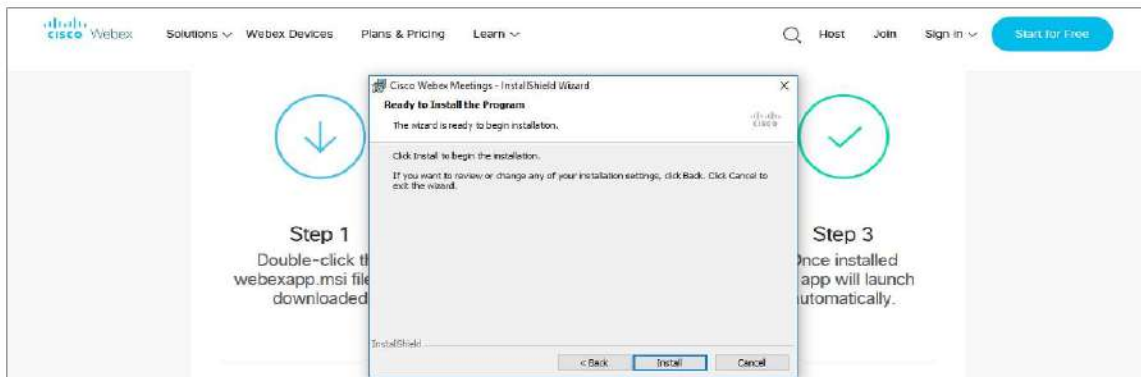 cisco Webex Solutions Webex Devices Plans & Pricing Learn Host Join Sign in Start for Free
Cisco Webex Meetings - InstallShield Wizard X
Ready to Install the Program
The wizard is ready to begin installation.
cisco
Click Install to begin the installation.
If you want to review or change any of your installation settings, click Back. Click Cancel to
exit the wizard.
Step 1
Double-click th
webexapp.msi file
downloaded
Step 3
Once installed
app will launch
automatically.
InstallShield
< Back Install Cancel